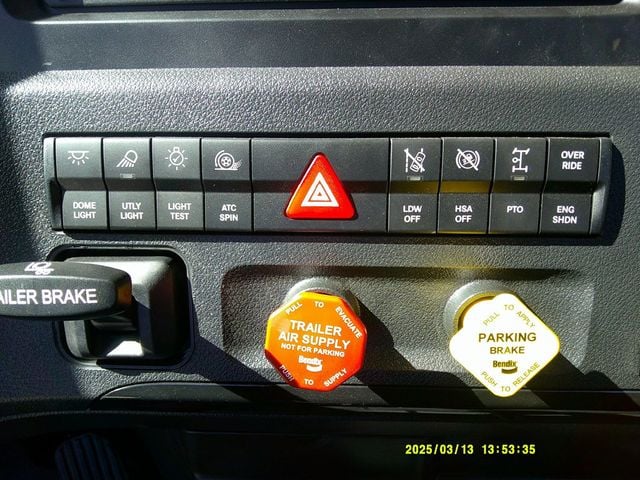 DOME
LIGHT
UTLY
LIGHT
LIGHT
TEST
ATC
SPIN
LDW
OFF
HSA
OFF
PTO
OVER
RIDE
ENG
SHDN
AILER BRAKE
PULL TO EVACUATE
TRAILER
AIR SUPPLY
NOT FOR PARKING
Bendix
PUSH TO SUPPLY
PULL TO APPLY
PARKING
BRAKE
Bendix
PUSH TO RELEASE
2025/03/13 13:53:35